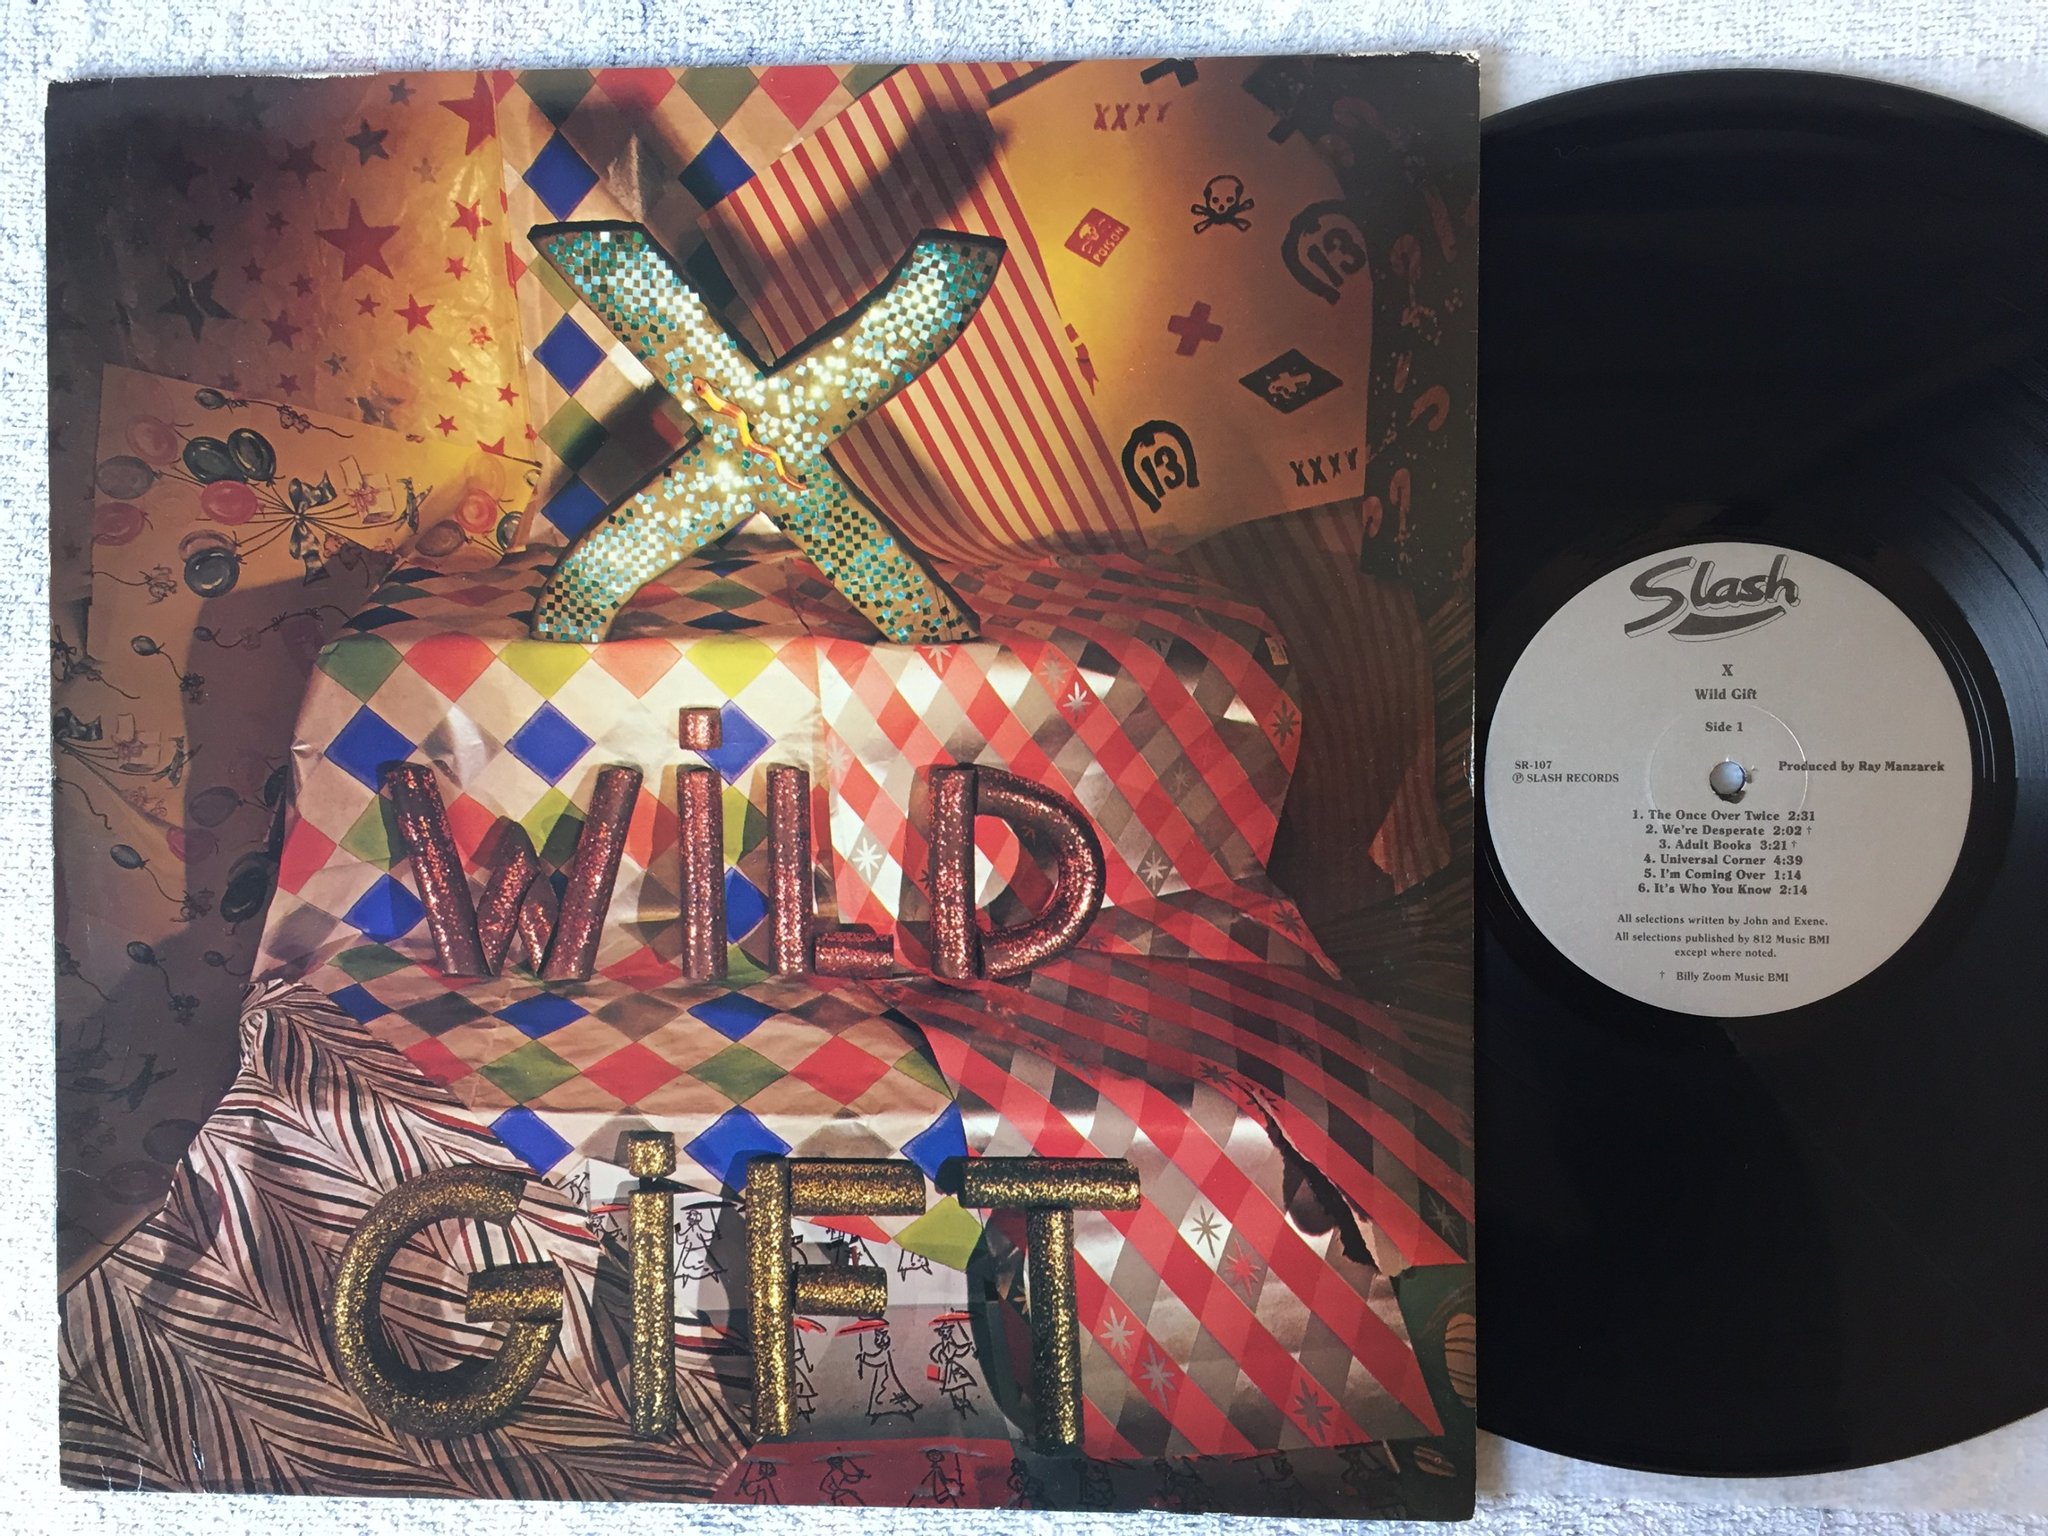 XXXX
POISON
13
X
13
XXXX
WiLD
GiFT
Slash
X
Wild Gift
Side 1
SR-107
Ⓟ SLASH RECORDS
Produced by Ray Manzarek
1. The Once Over Twice 2:31
2. We're Desperate 2:02 †
3. Adult Books 3:21 †
4. Universal Corner 4:39
5. I'm Coming Over 1:14
6. It's Who You Know 2:14
All selections written by John and Exene.
All selections published by 812 Music BMI
except where noted.
† Billy Zoom Music BMI